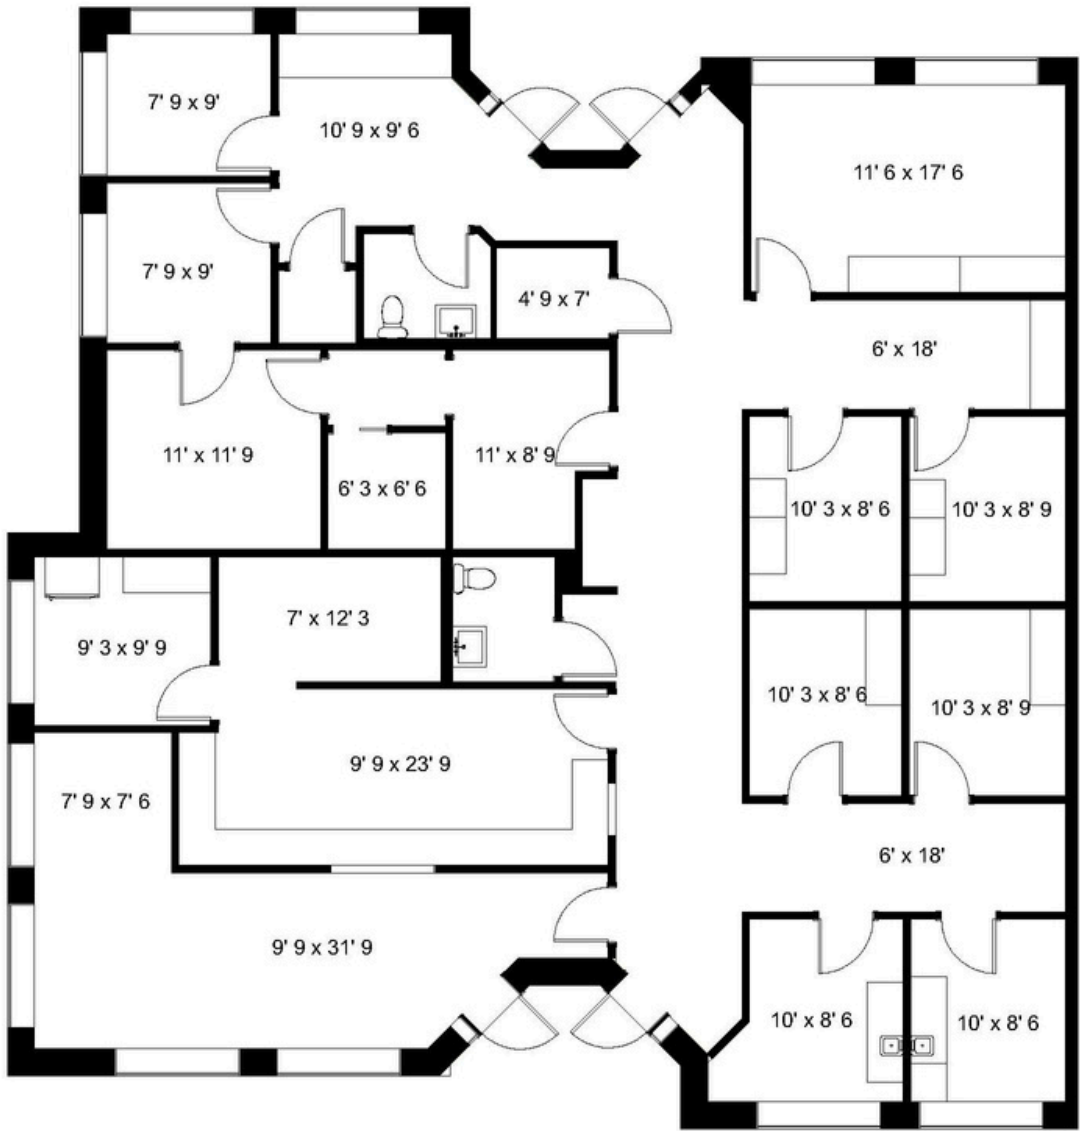 7' 9 x 9'
10' 9 x 9' 6
11' 6 x 17' 6
7' 9 x 9'
4' 9 x 7'
6' x 18'
11' x 11' 9
11' x 8' 9
6' 3 x 6' 6
10' 3 x 8' 6
10' 3 x 8' 9
7' x 12' 3
9' 3 x 9' 9
10' 3 x 8' 6
10' 3 x 8' 9
9' 9 x 23' 9
7' 9 x 7' 6
6' x 18'
9' 9 x 31' 9
10' x 8' 6
10' x 8' 6